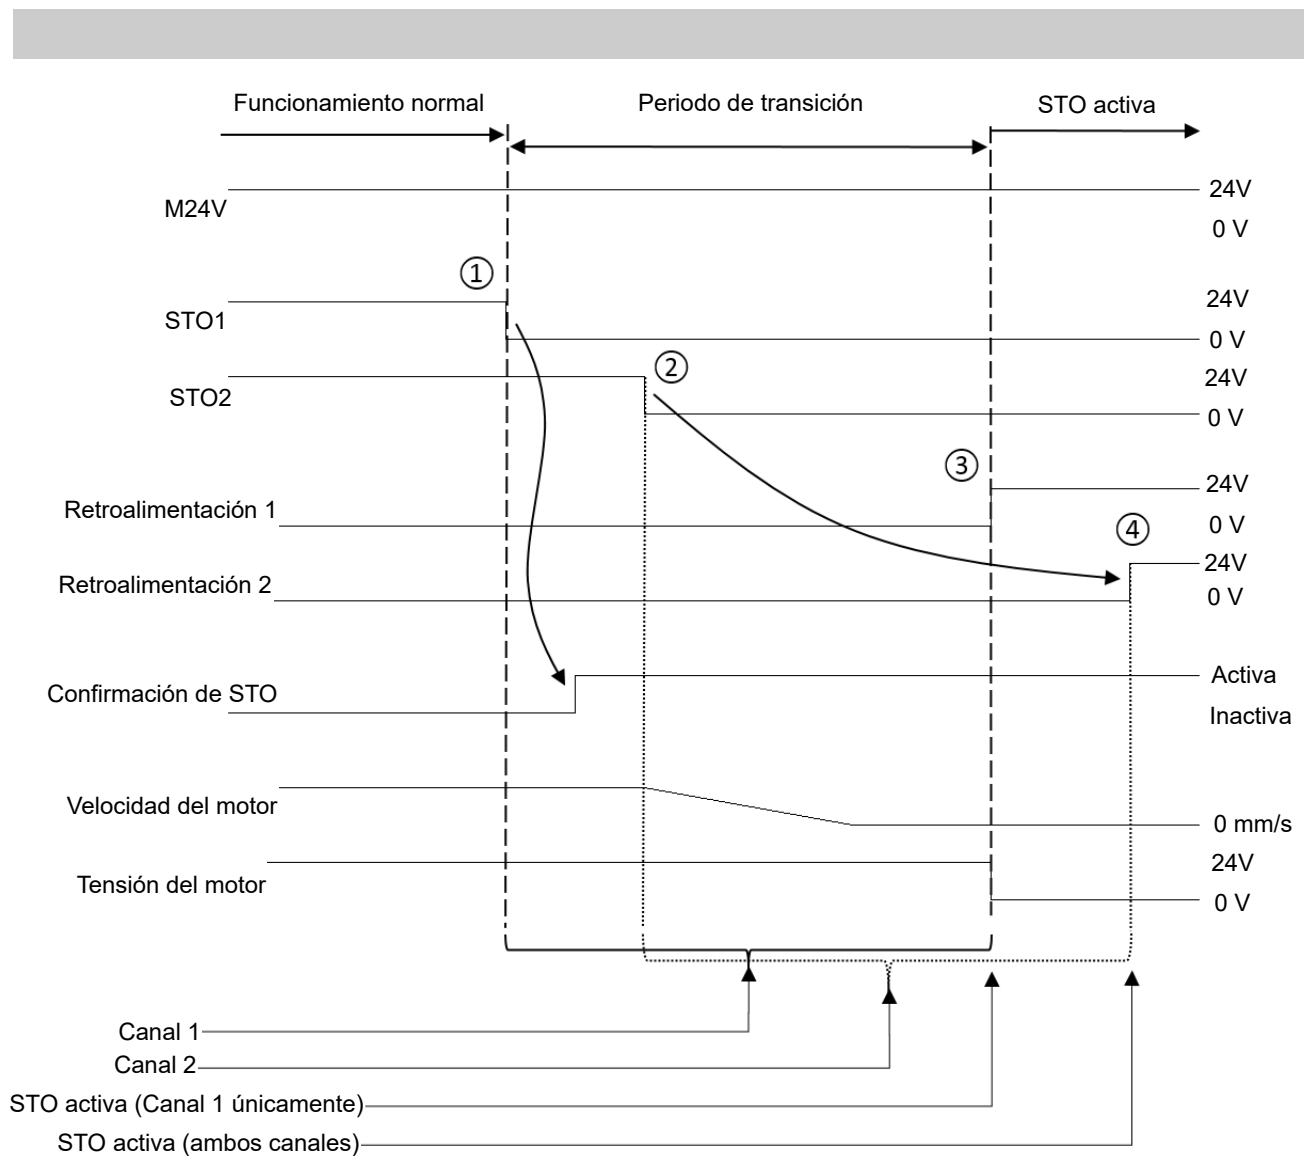 Funcionamiento normal
Periodo de transición
STO activa
M24V
24V
0 V
①
STO1
24V
0 V
②
STO2
24V
0 V
③
Retroalimentación 1
24V
0 V
④
Retroalimentación 2
24V
0 V
Confirmación de STO
Activa
Inactiva
Velocidad del motor
0 mm/s
Tensión del motor
24V
0 V
Canal 1
Canal 2
STO activa (Canal 1 únicamente)
STO activa (ambos canales)